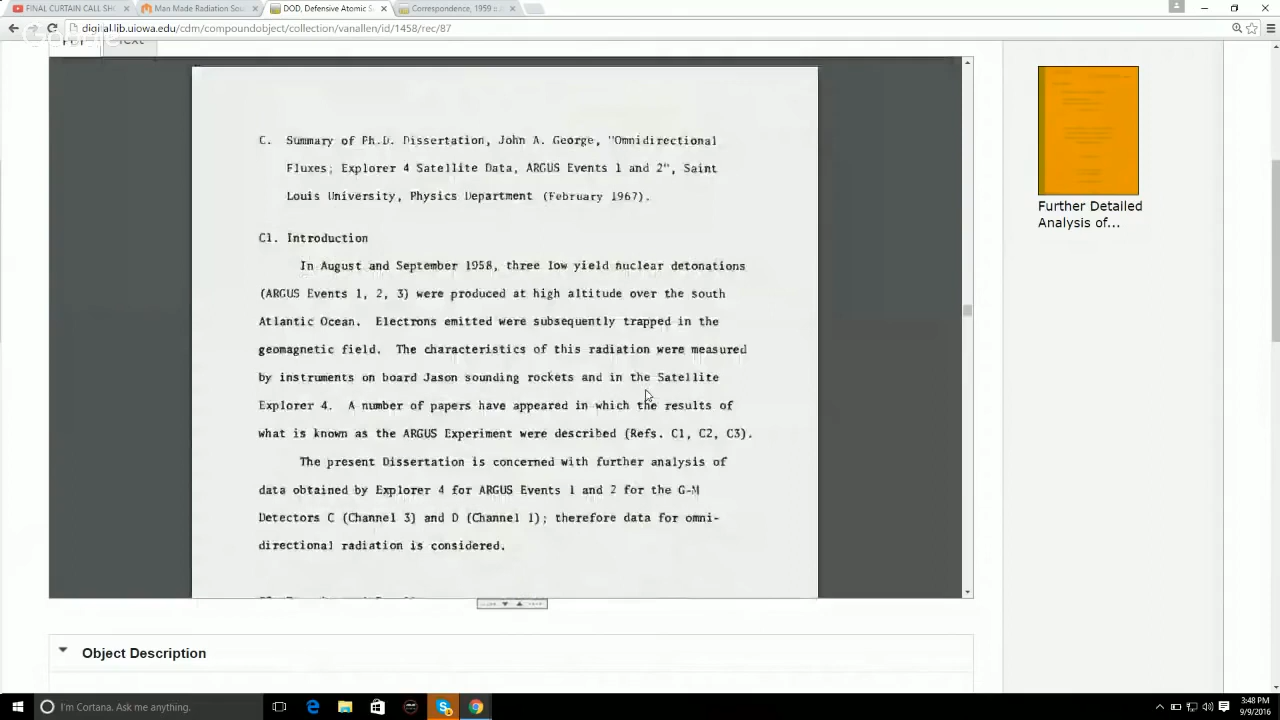 FINAL CURTAIN CALL SH
Man Made Radiation Sou
DOD, Defensive Atomic S
Correspondence, 1959 :
digital.lib.uiowa.edu/cdm/compoundobject/collection/vanallen/id/1458/rec/87
Text
C. Summary of Ph.D. Dissertation, John A. George, "Omnidirectional
Fluxes; Explorer 4 Satellite Data, ARGUS Events 1 and 2", Saint
Louis University, Physics Department (February 1967).
C1. Introduction
In August and September 1958, three low yield nuclear detonations
(ARGUS Events 1, 2, 3) were produced at high altitude over the south
Atlantic Ocean. Electrons emitted were subsequently trapped in the
geomagnetic field. The characteristics of this radiation were measured
by instruments on board Jason sounding rockets and in the Satellite
Explorer 4. A number of papers have appeared in which the results of
what is known as the ARGUS Experiment were described (Refs. C1, C2, C3).
The present Dissertation is concerned with further analysis of
data obtained by Explorer 4 for ARGUS Events 1 and 2 for the G-M
Detectors C (Channel 3) and D (Channel 1); therefore data for omni-
directional radiation is considered.
Further Detailed
Analysis of...
Object Description
I'm Cortana. Ask me anything.
3:48 PM
9/9/2016